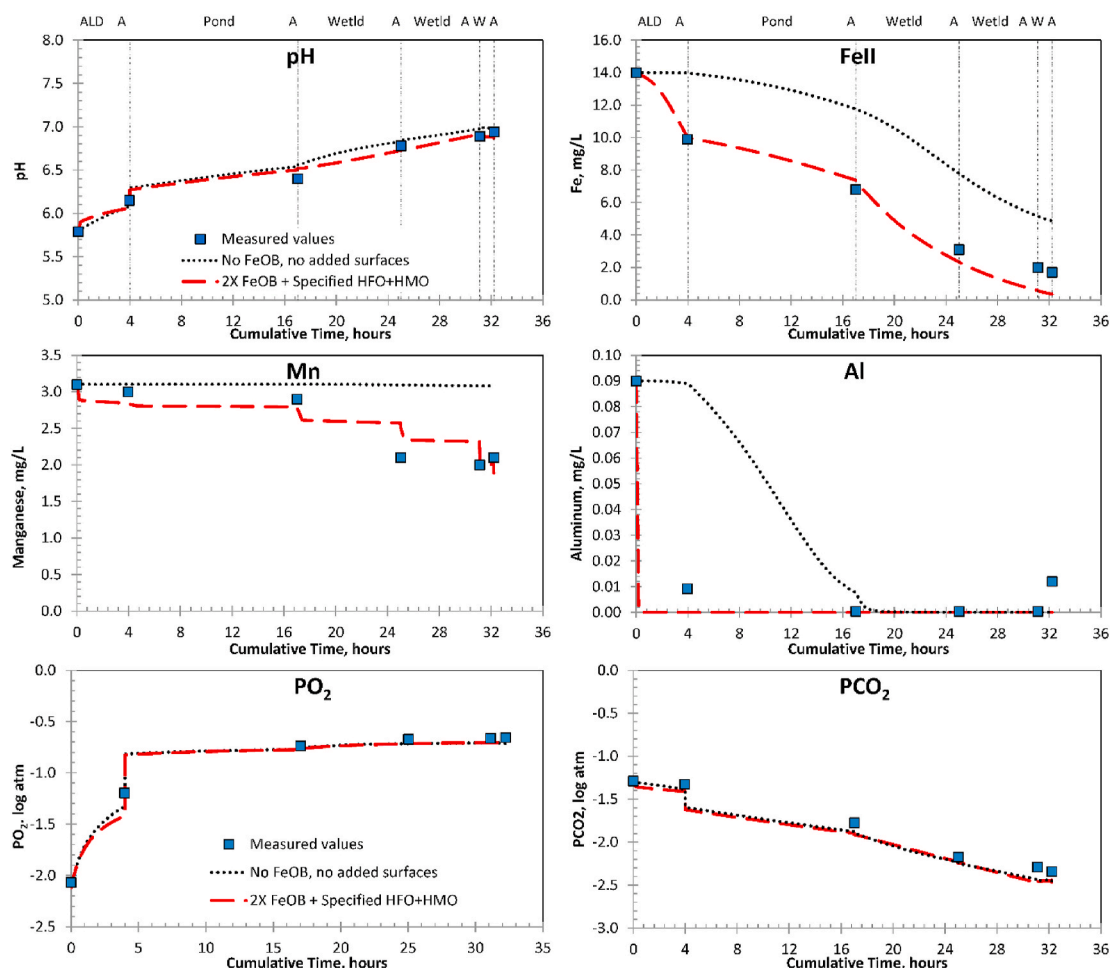 ALD A Pond A Wetld A Wetld A W A
ALD A Pond A Wetld A Wetld A W A
pH
8.0
7.5
7.0
6.5
6.0
5.5
5.0
pH
Measured values
No FeOB, no added surfaces
2X FeOB + Specified HFO+HMO
0 4 8 12 16 20 24 28 32 36
Cumulative Time, hours
FeII
16.0
14.0
12.0
10.0
8.0
6.0
4.0
2.0
0.0
Fe, mg/L
0 4 8 12 16 20 24 28 32 36
Cumulative Time, hours
Mn
3.5
3.0
2.5
2.0
1.5
1.0
0.5
0.0
Manganese, mg/L
0 4 8 12 16 20 24 28 32 36
Cumulative Time, hours
Al
0.10
0.09
0.08
0.07
0.06
0.05
0.04
0.03
0.02
0.01
0.00
Aluminum, mg/L
0 4 8 12 16 20 24 28 32 36
Cumulative Time, hours
PO₂
0.0
-0.5
-1.0
-1.5
-2.0
-2.5
PO₂, log atm
Measured values
No FeOB, no added surfaces
2X FeOB + Specified HFO+HMO
0 5 10 15 20 25 30 35
Cumulative Time, hours
PCO₂
0.0
-0.5
-1.0
-1.5
-2.0
-2.5
-3.0
PCO2, log atm
0 4 8 12 16 20 24 28 32 36
Cumulative Time, hours